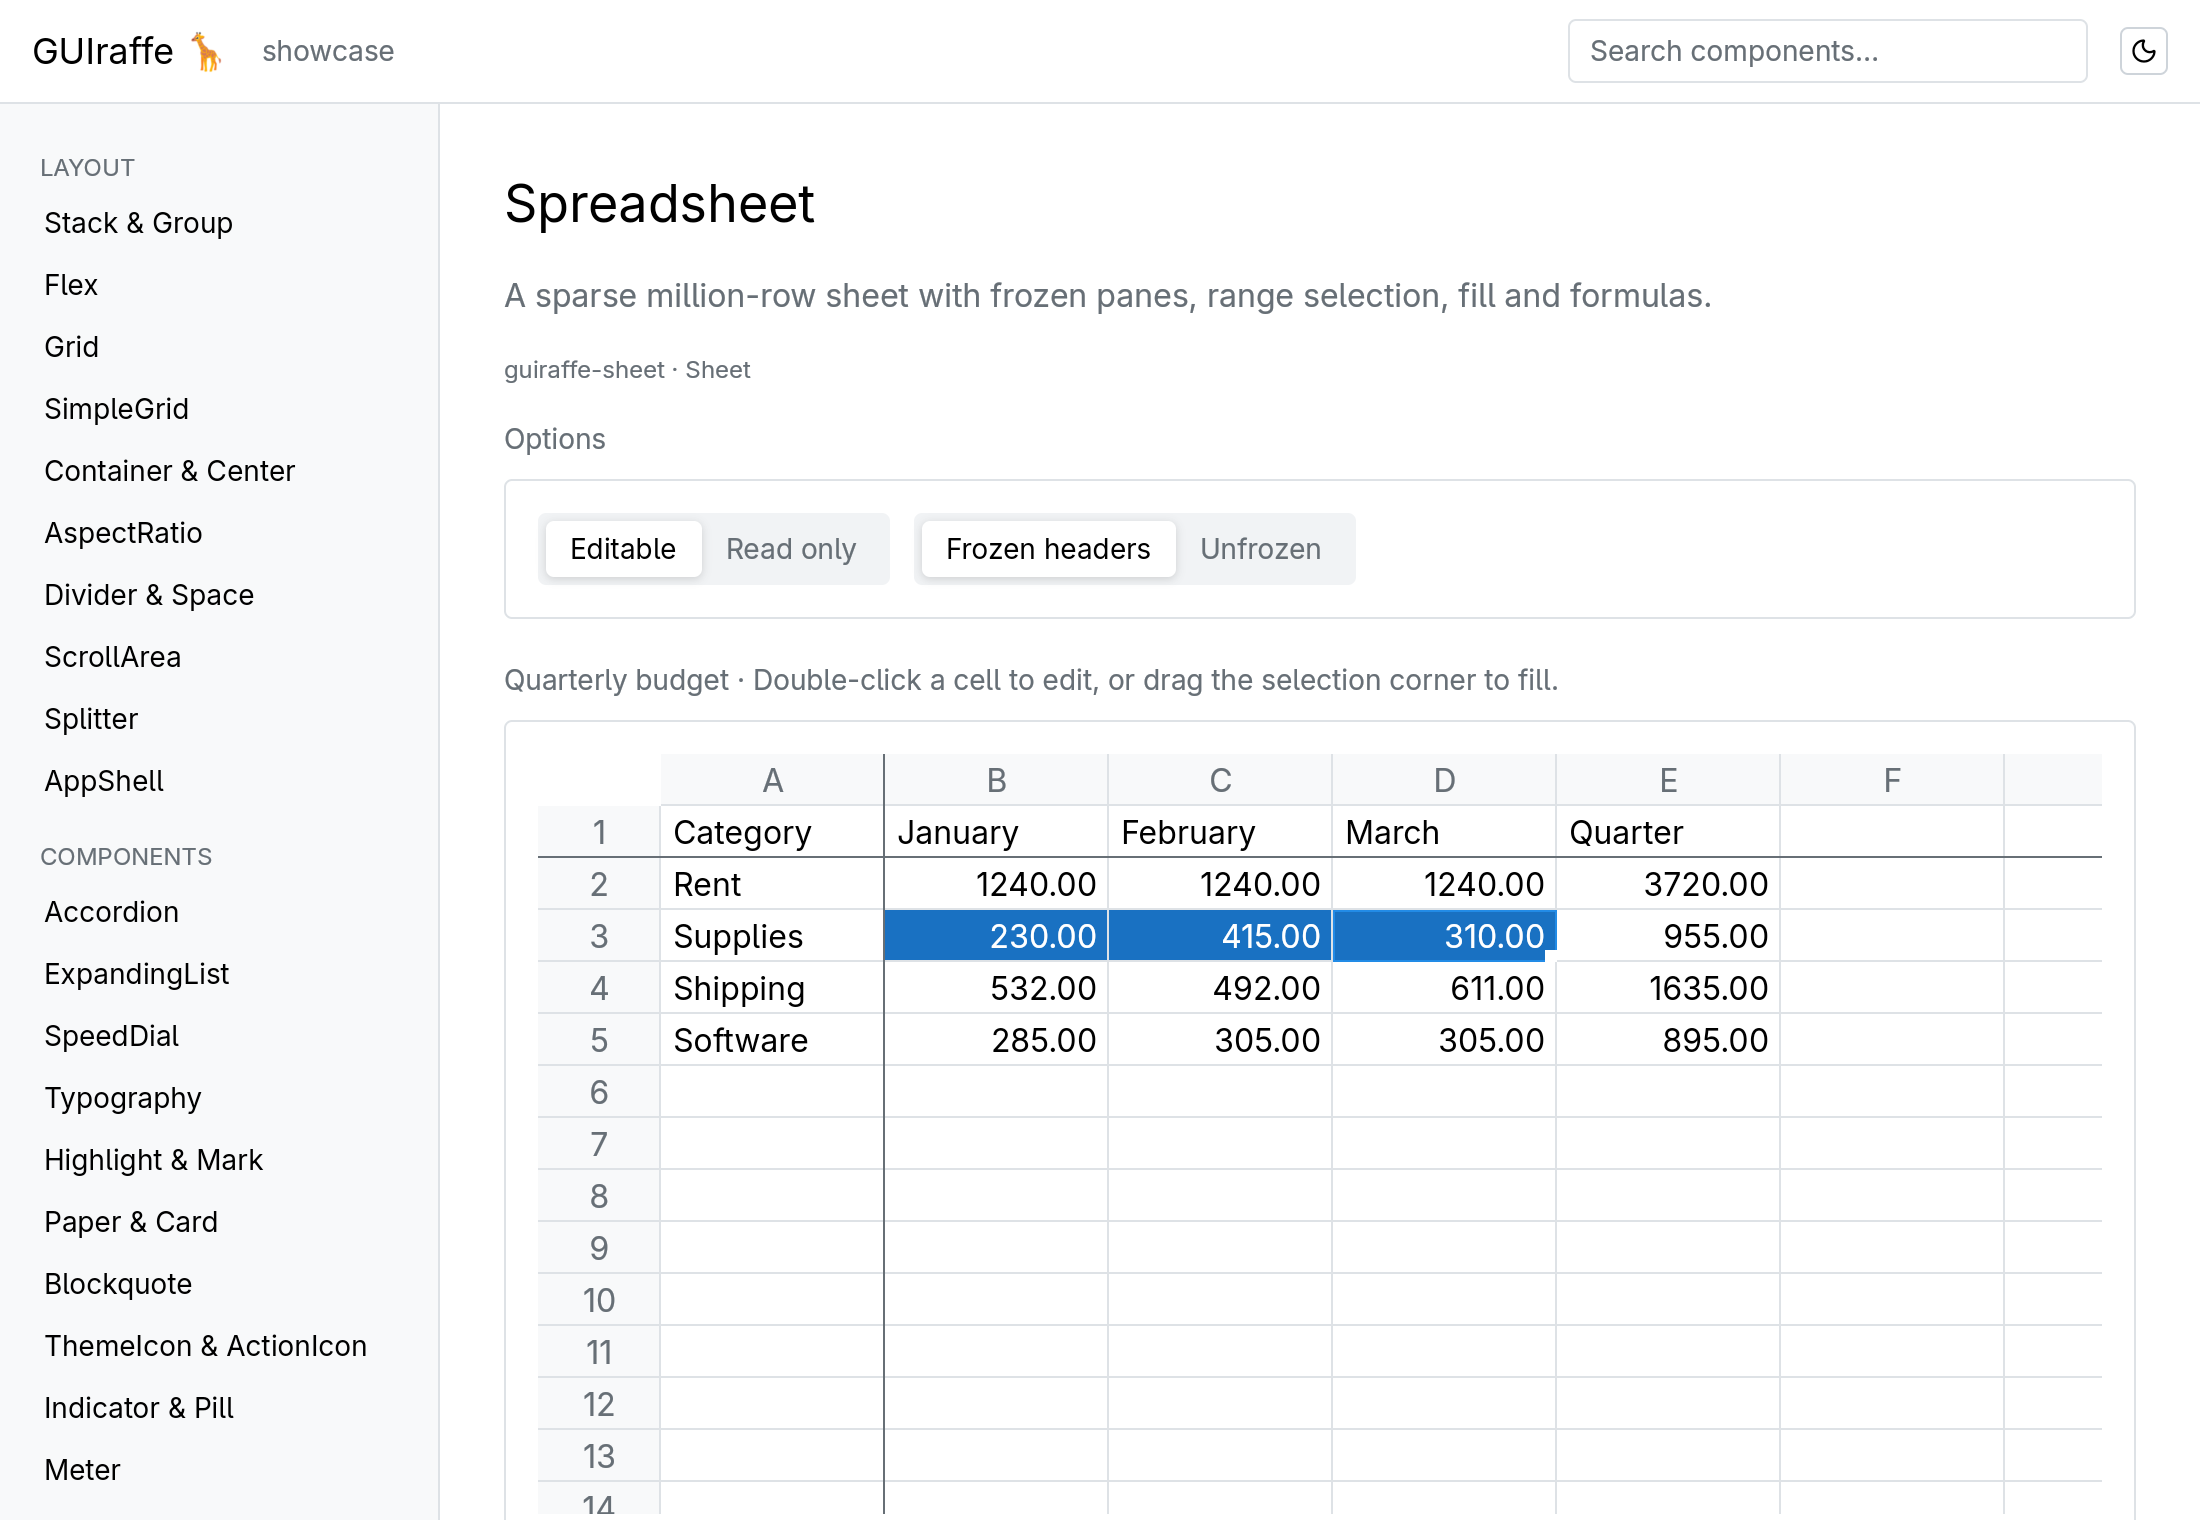 GUIraffe 🦒 showcase Search components...
LAYOUT
Stack & Group
Flex
Grid
SimpleGrid
Container & Center
AspectRatio
Divider & Space
ScrollArea
Splitter
AppShell
COMPONENTS
Accordion
ExpandingList
SpeedDial
Typography
Highlight & Mark
Paper & Card
Blockquote
ThemeIcon & ActionIcon
Indicator & Pill
Meter
Spreadsheet
A sparse million-row sheet with frozen panes, range selection, fill and formulas.
guiraffe-sheet · Sheet
Options
Editable Read only Frozen headers Unfrozen
Quarterly budget · Double-click a cell to edit, or drag the selection corner to fill.
A B C D E F
1 Category January February March Quarter
2 Rent 1240.00 1240.00 1240.00 3720.00
3 Supplies 230.00 415.00 310.00 955.00
4 Shipping 532.00 492.00 611.00 1635.00
5 Software 285.00 305.00 305.00 895.00
6
7
8
9
10
11
12
13
14